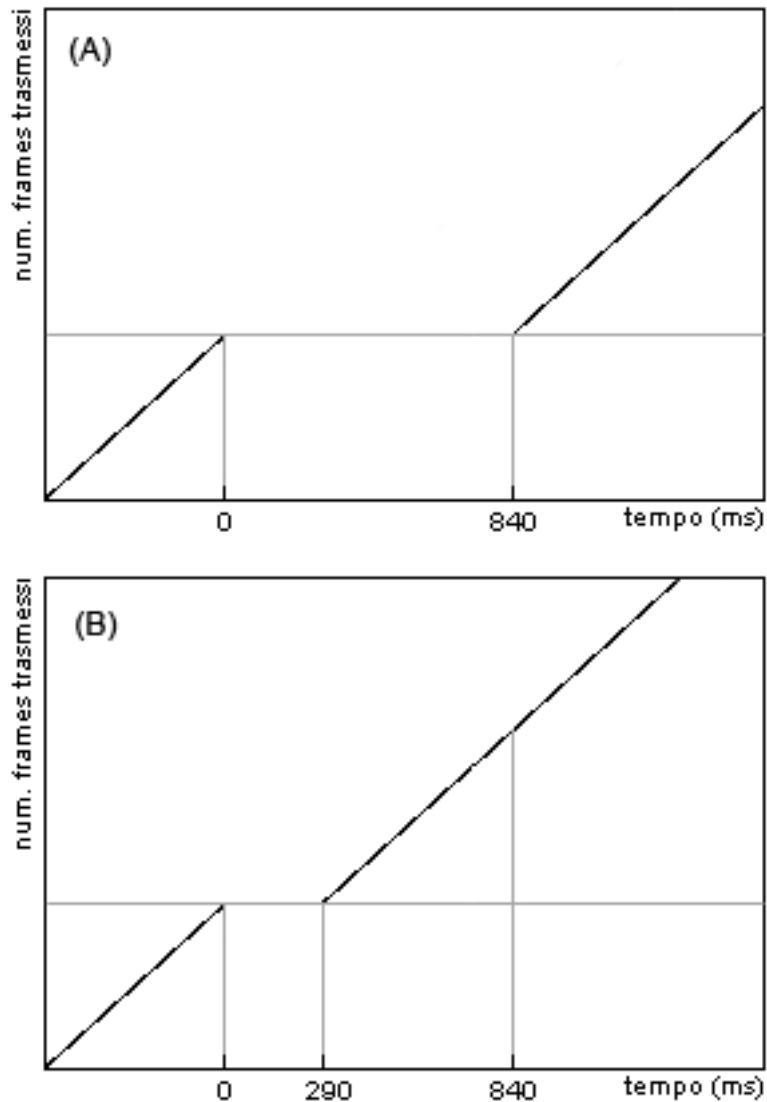 (A)
num. frames trasmessi
0
840
tempo (ms)
(B)
num. frames trasmessi
0
290
840
tempo (ms)